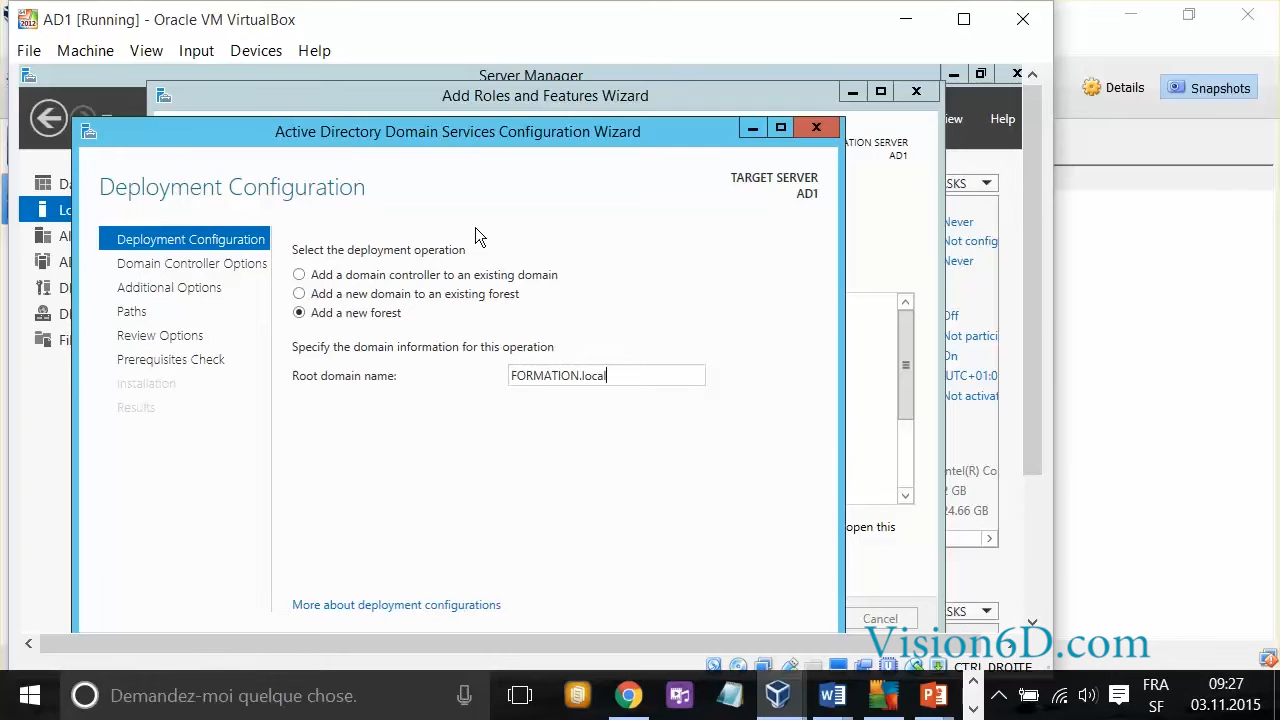 AD1 [Running] - Oracle VM VirtualBox
File Machine View Input Devices Help
Server Manager
Add Roles and Features Wizard
Active Directory Domain Services Configuration Wizard
Details
Snapshots
Help
Deployment Configuration
TARGET SERVER
AD1
AD1
Deployment Configuration
Domain Controller Options
Additional Options
Paths
Review Options
Prerequisites Check
Installation
Results
Select the deployment operation
Add a domain controller to an existing domain
Add a new domain to an existing forest
Add a new forest
Specify the domain information for this operation
Root domain name:
FORMATION.local
More about deployment configurations
Never
Not config
Never
Off
Not partici
On
UTC+01:0
Not activat
ntel(R) Co
2 GB
24.66 GB
open this
Cancel
Vision6D.com
CTRL DROITE
Demandez-moi quelque chose.
FRA
SF
09:27
03.11.2015